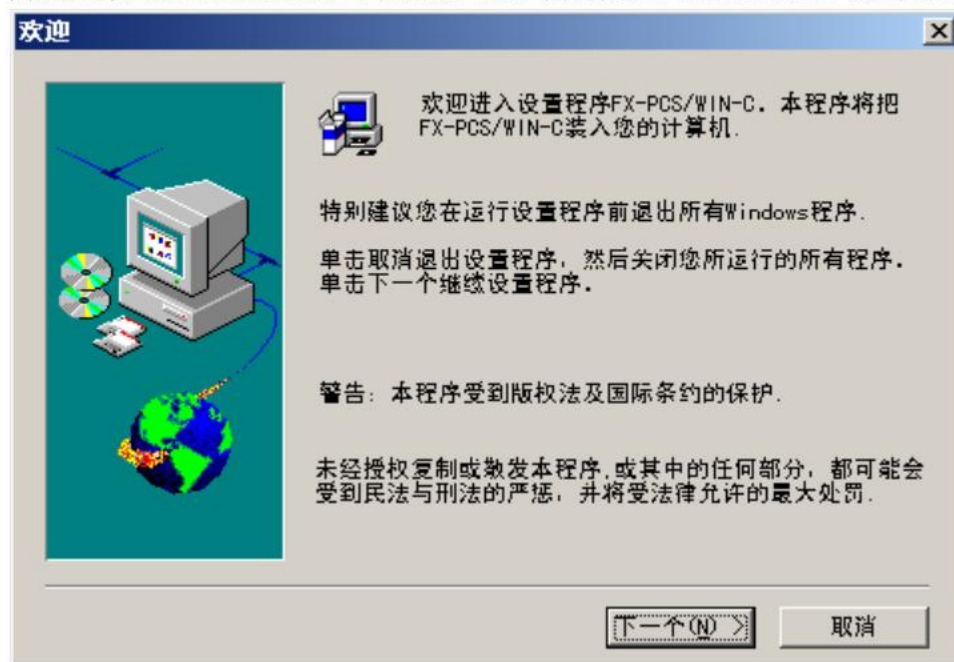 欢迎
欢迎进入设置程序FX-PCS/WIN-C. 本程序将把
FX-PCS/WIN-C装入您的计算机.
特别建议您在运行设置程序前退出所有Windows程序.
单击取消退出设置程序，然后关闭您所运行的所有程序.
单击下一个继续设置程序.
警告: 本程序受到版权法及国际条约的保护.
未经授权复制或散发本程序,或其中的任何部分，都可能会
受到民法与刑法的严惩，并将受法律允许的最大处罚.
下一个(N) >
取消